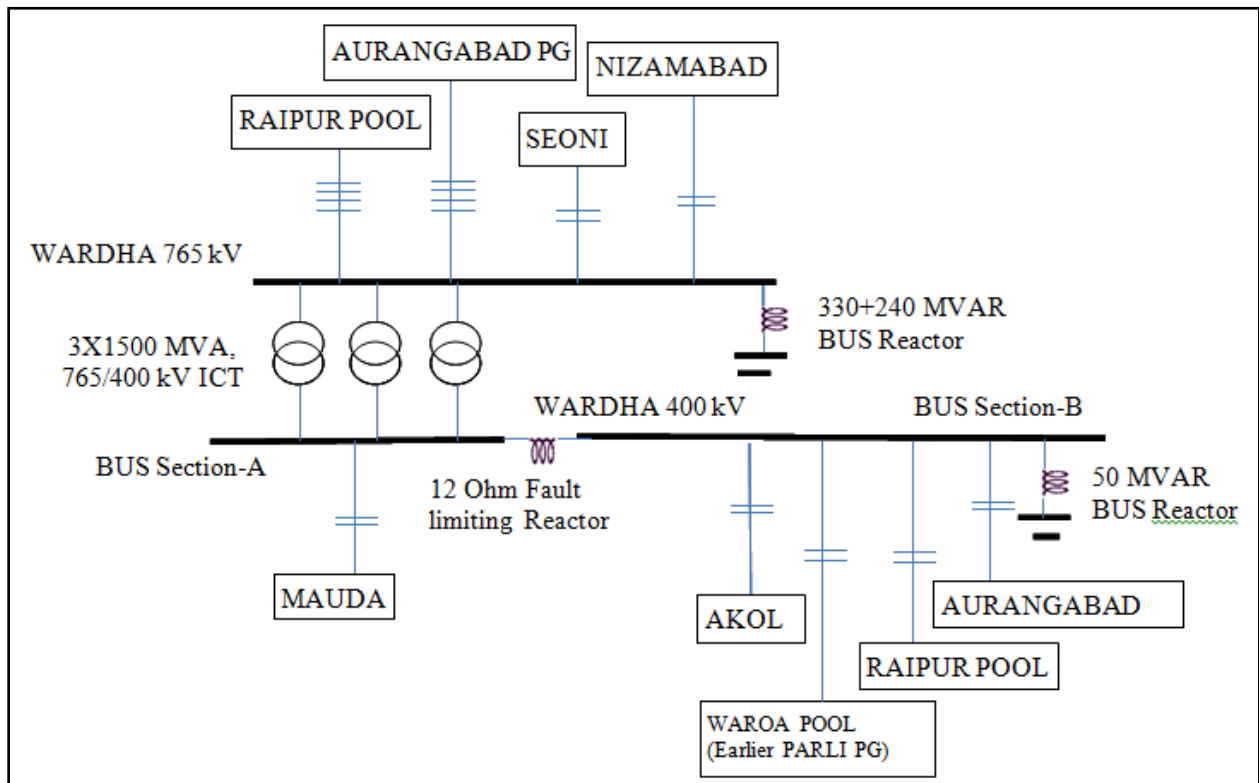 AURANGABAD PG
NIZAMABAD
RAIPUR POOL
SEONI
WARDHA 765 kV
330+240 MVAR
BUS Reactor
3X1500 MVA,
765/400 kV ICT
WARDHA 400 kV
BUS Section-B
BUS Section-A
12 Ohm Fault
limiting Reactor
50 MVAR
BUS Reactor
MAUDA
AKOL
AURANGABAD
RAIPUR POOL
WAROA POOL
(Earlier PARLI PG)